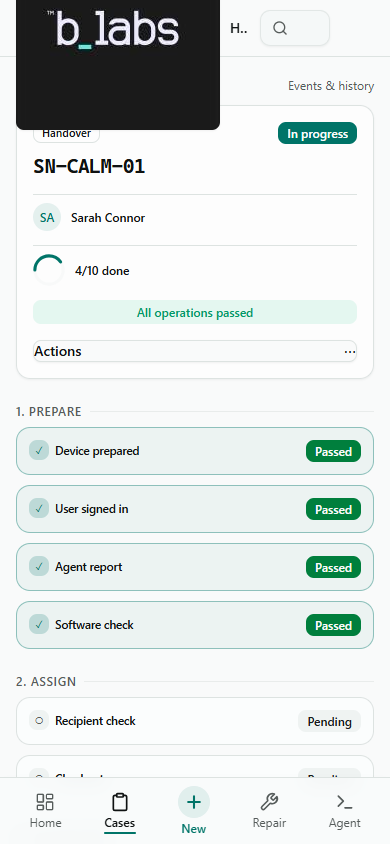 ™b_labs
H..
Events & history
Handover
In progress
SN-CALM-01
SA
Sarah Connor
4/10 done
All operations passed
Actions
...
1. PREPARE
Device prepared
Passed
User signed in
Passed
Agent report
Passed
Software check
Passed
2. ASSIGN
Recipient check
Pending
Home
Cases
New
Repair
Agent